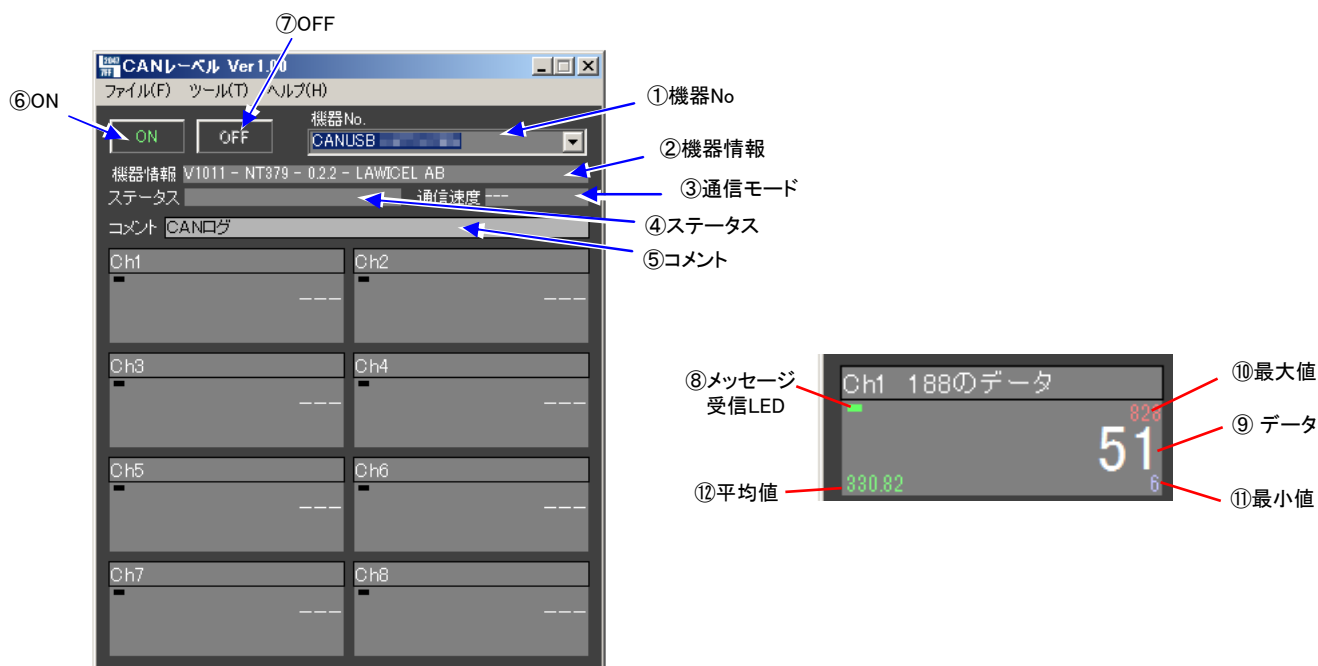 ⑦OFF
CANレーベル Ver1.00
ファイル(F) ツール(T) ヘルプ(H)
⑥ON
ON OFF
機器No.
CANUSB
①機器No
②機器情報
機器情報 V1011 - NT379 - 0.2.2 - LAWICEL AB
③通信モード
ステータス 通信速度 ---
④ステータス
コメント CANログ
⑤コメント
Ch1 Ch2
--- ---
Ch3 Ch4
--- ---
Ch5 Ch6
--- ---
Ch7 Ch8
--- ---
⑧メッセージ
受信LED
Ch1 188のデータ
⑩最大値
826
51
⑨ データ
330.82
6
⑫平均値
⑪最小値